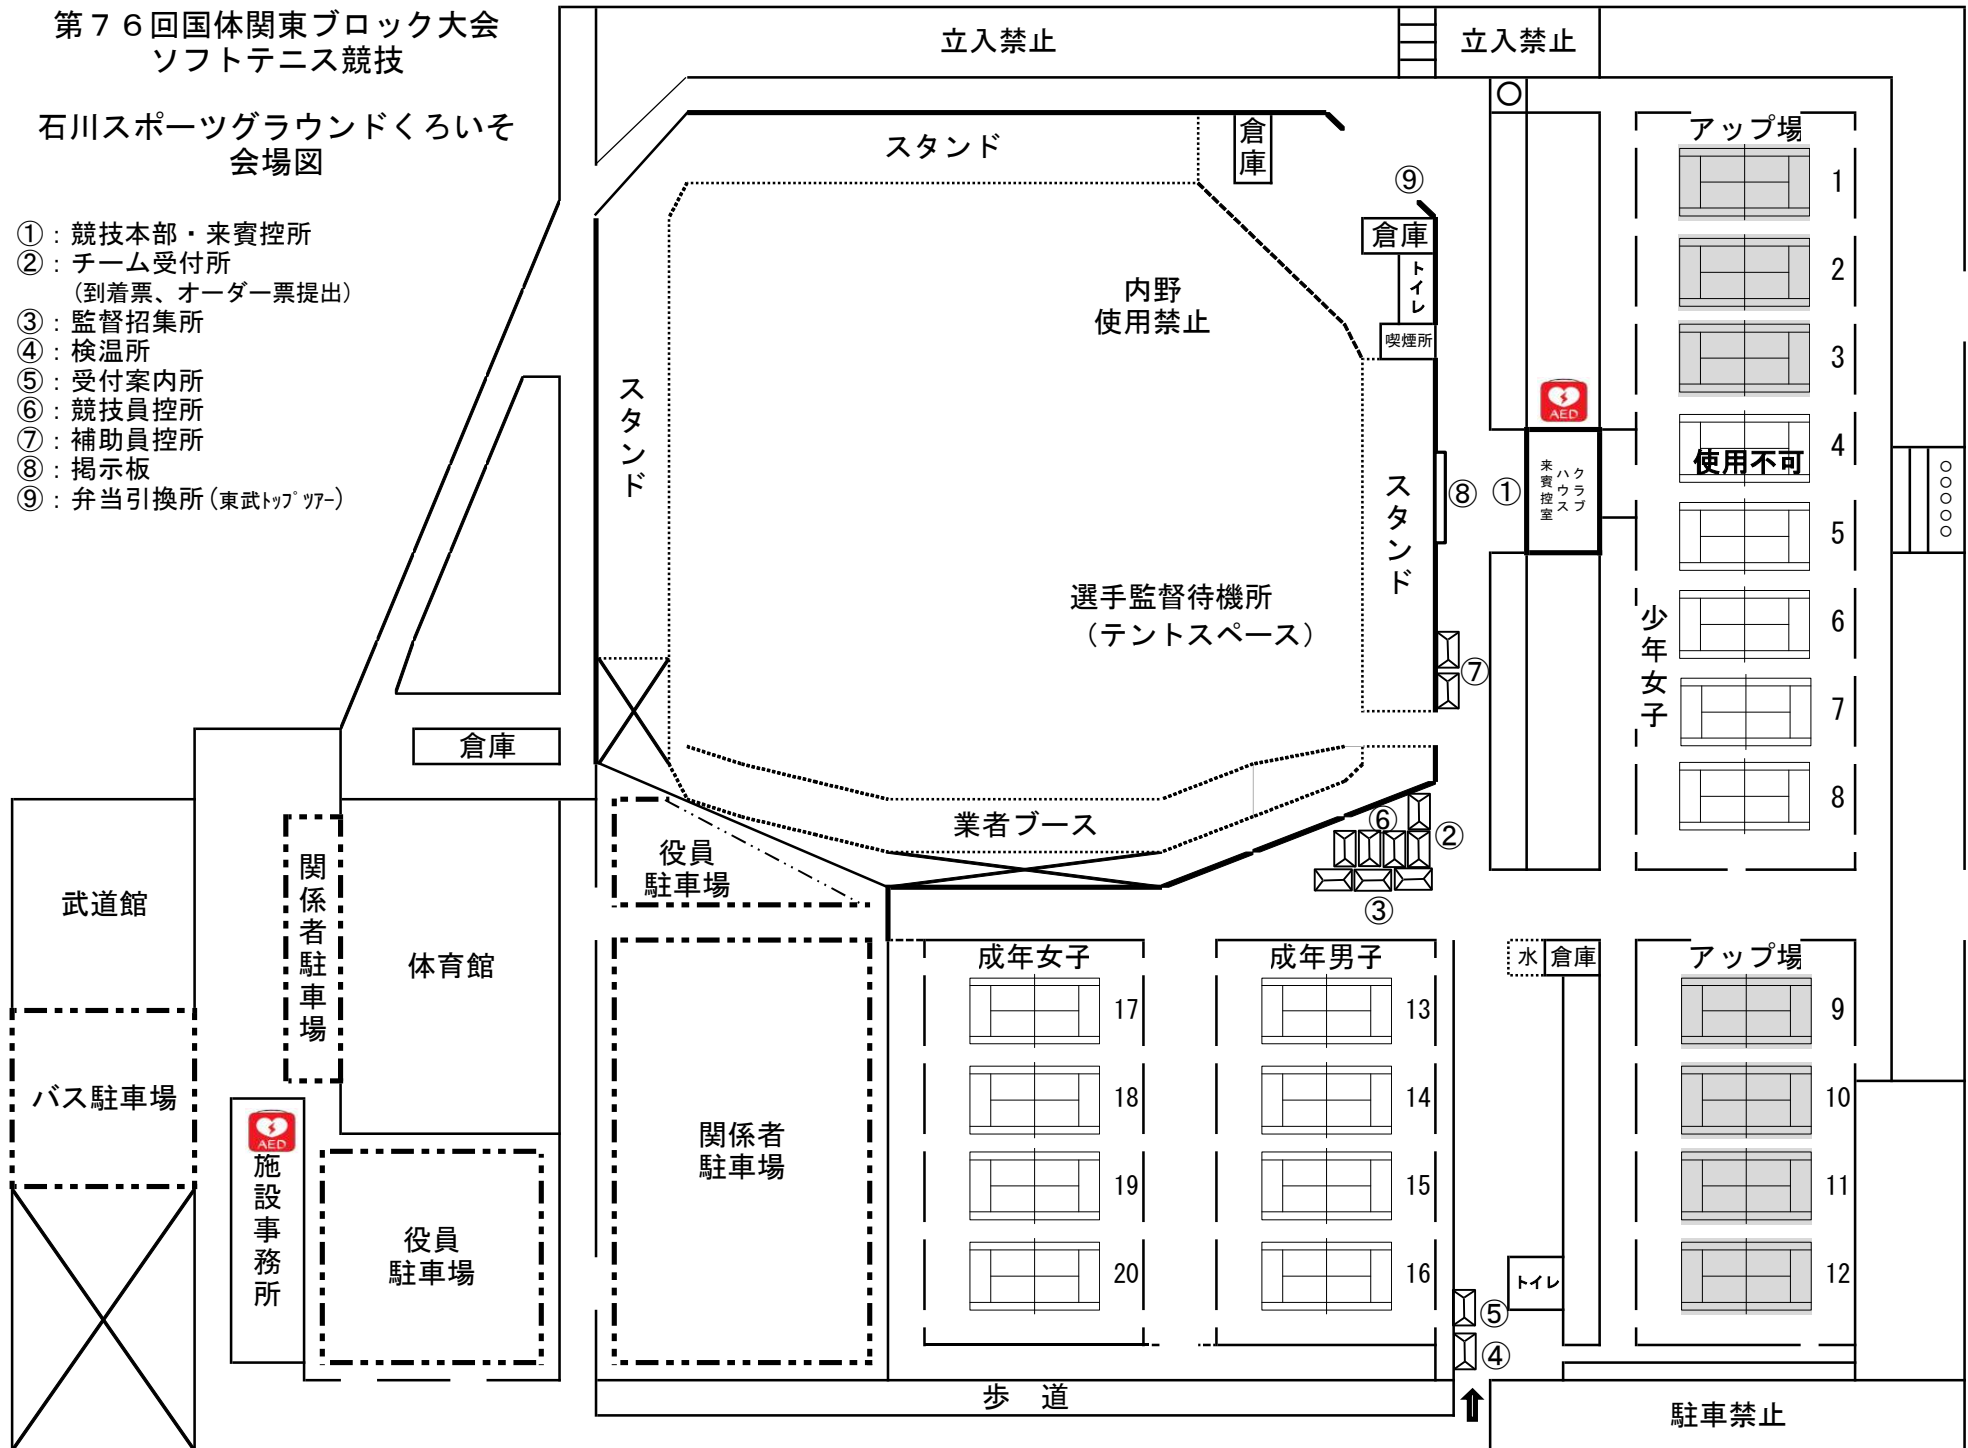 第７６回国体関東ブロック大会
ソフトテニス競技
石川スポーツグラウンドくろいそ
会場図
①：競技本部・来賓控所
②：チーム受付所
(到着票、オーダー票提出)
③：監督招集所
④：検温所
⑤：受付案内所
⑥：競技員控所
⑦：補助員控所
⑧：掲示板
⑨：弁当引換所(東武ﾄｯﾌﾟﾂｱｰ)
立入禁止
立入禁止
スタンド
倉庫
⑨
倉庫
トイレ
喫煙所
内野
使用禁止
スタンド
スタンド
⑧
①
AED
クラブ
ハウス
来賓控室
選手監督待機所
（テントスペース）
⑦
アップ場
1
2
3
4
使用不可
5
6
7
8
少年女子
○○○○○
倉庫
業者ブース
⑥
②
③
役員
駐車場
武道館
関係者駐車場
体育館
バス駐車場
AED
施設事務所
役員
駐車場
関係者
駐車場
成年女子
17
18
19
20
成年男子
13
14
15
16
水
倉庫
アップ場
9
10
11
12
トイレ
⑤
④
歩　道
駐車禁止